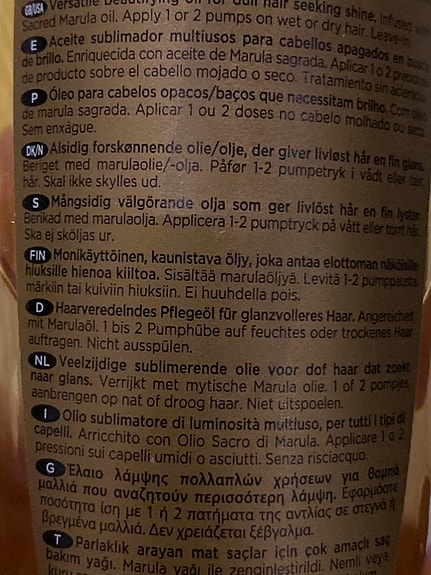 GB/USA Versatile beautifying oil for dull hair seeking shine. Infused with
Sacred Marula oil. Apply 1 or 2 pumps on wet or dry hair. Leave-in.
E Aceite sublimador multiusos para cabellos apagados en busca
de brillo. Enriquecida con aceite de Marula sagrada. Aplicar 1 o 2 presiones
de producto sobre el cabello mojado o seco. Tratamiento sin aclarado
P Óleo para cabelos opacos/baços que necessitam brilho. Com óleo
de marula sagrada. Aplicar 1 ou 2 doses no cabelo molhado ou seco.
Sem enxágue.
DK/N Alsidig forskønnende olie/olje, der giver livløst hår en fin glans.
Beriget med marulaolie/-olja. Påfør 1-2 pumpetryk i vådt eller tørt
hår. Skal ikke skylles ud.
S Mångsidig välgörande olja som ger livlöst hår en fin lyster.
Berikad med marulaolja. Applicera 1-2 pumptryck på vått eller torrt hår.
Ska ej sköljas ur.
FIN Monikäyttöinen, kaunistava öljy, joka antaa elottoman näköisille
hiuksille hienoa kiiltoa. Sisältää marulaöljyä. Levitä 1-2 pumppausta
märkiin tai kuiviin hiuksiin. Ei huuhdella pois.
D Haarveredelndes Pflegeöl für glanzvolleres Haar. Angereichert
mit Marulaöl. 1 bis 2 Pumphübe auf feuchtes oder trockenes Haar
auftragen. Nicht ausspülen.
NL Veelzijdige sublimerende olie voor dof haar dat zoekt
naar glans. Verrijkt met mytische Marula olie. 1 of 2 pompjes
aanbrengen op nat of droog haar. Niet uitspoelen.
I Olio sublimatore di luminosità multiuso, per tutti i tipi di
capelli. Arricchito con Olio Sacro di Marula. Applicare 1 o 2
pressioni sui capelli umidi o asciutti. Senza risciacquo.
G Έλαιο λάμψης πολλαπλών χρήσεων για θαμπά
μαλλιά που αναζητούν περισσότερη λάμψη. Εφαρμόστε
ποσότητα ίση με 1 ή 2 πατήματα της αντλίας σε στεγνά ή
βρεγμένα μαλλιά. Δεν χρειάζεται ξέβγαλμα.
T Parlaklık arayan mat saçlar için çok amaçlı saç
bakım yağı. Marula yağı ile zenginleştirildi. Nemli veya